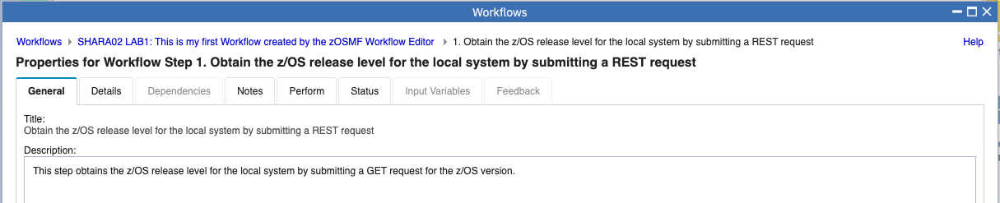 Workflows
Workflows ▸ SHARA02 LAB1: This is my first Workflow created by the zOSMF Workflow Editor ▸ 1. Obtain the z/OS release level for the local system by submitting a REST request Help
Properties for Workflow Step 1. Obtain the z/OS release level for the local system by submitting a REST request
General Details Dependencies Notes Perform Status Input Variables Feedback
Title:
Obtain the z/OS release level for the local system by submitting a REST request
Description:
This step obtains the z/OS release level for the local system by submitting a GET request for the z/OS version.